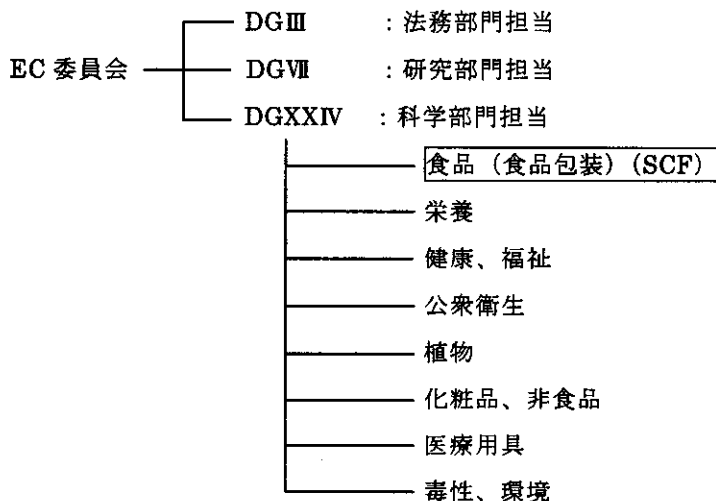 DGⅢ :法務部門担当
EC 委員会 DGⅦ :研究部門担当
DGXXⅣ :科学部門担当
食品(食品包装)(SCF)
栄養
健康、福祉
公衆衛生
植物
化粧品、非食品
医療用具
毒性、環境